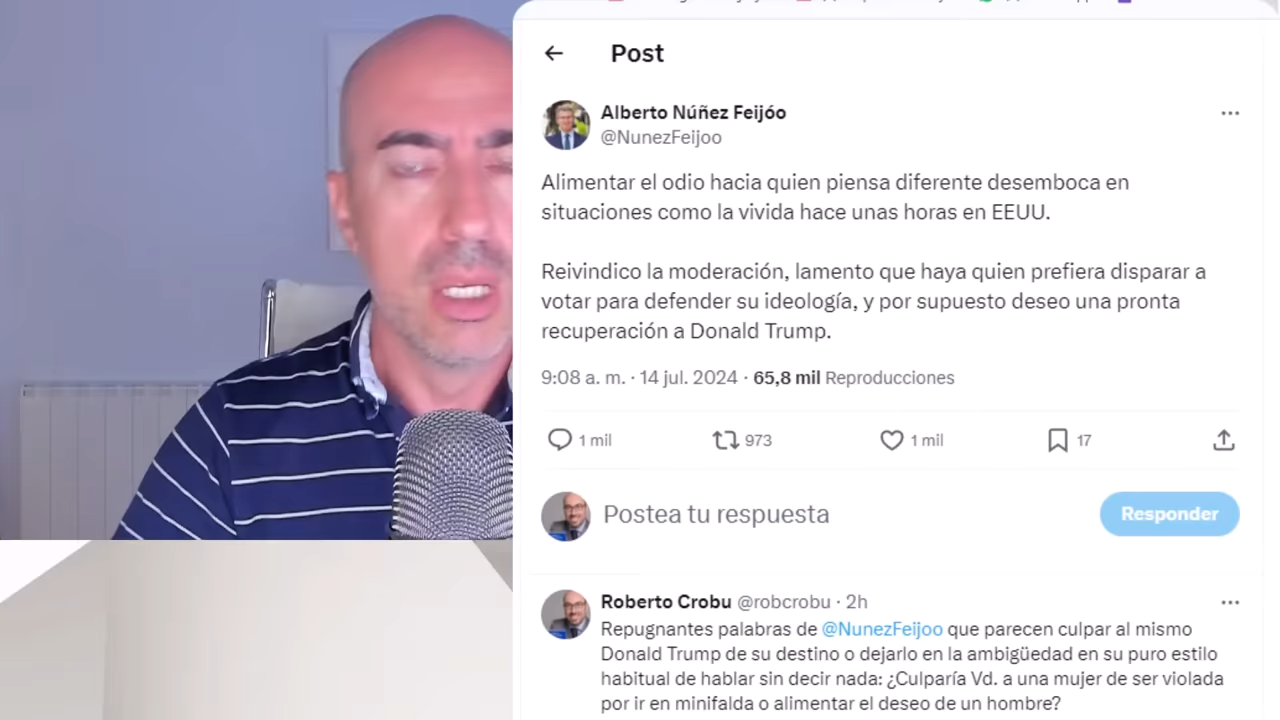 Post
Alberto Núñez Feijóo
@NunezFeijoo
Alimentar el odio hacia quien piensa diferente desemboca en
situaciones como la vivida hace unas horas en EEUU.
Reivindico la moderación, lamento que haya quien prefiera disparar a
votar para defender su ideología, y por supuesto deseo una pronta
recuperación a Donald Trump.
9:08 a. m. · 14 jul. 2024 · 65,8 mil Reproducciones
1 mil 973 1 mil 17
Postea tu respuesta Responder
Roberto Crobu @robcrobu · 2h
Repugnantes palabras de @NunezFeijoo que parecen culpar al mismo
Donald Trump de su destino o dejarlo en la ambigüedad en su puro estilo
habitual de hablar sin decir nada: ¿Culparía Vd. a una mujer de ser violada
por ir en minifalda o alimentar el deseo de un hombre?